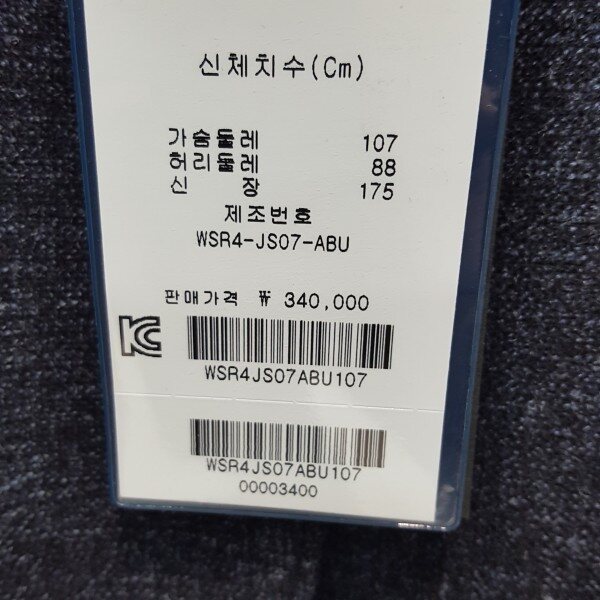 신체치수(Cm)
가슴둘레 107
허리둘레 88
신 장 175
제조번호
WSR4-JS07-ABU
판매가격 ₩ 340,000
KC
WSR4JS07ABU107
WSR4JS07ABU107
00003400